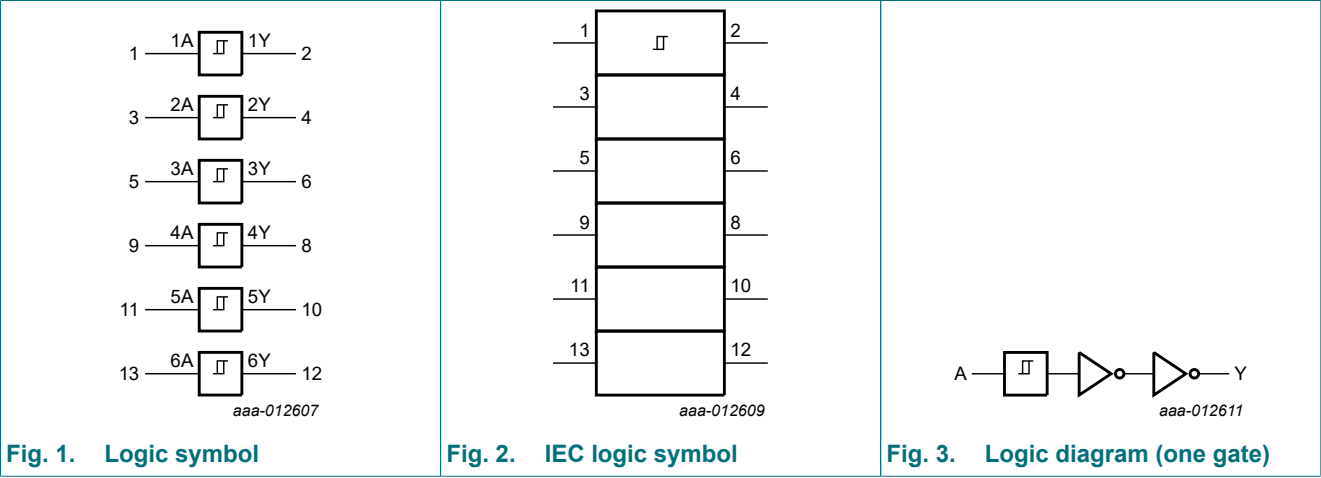 1 1A 1Y 2
3 2A 2Y 4
5 3A 3Y 6
9 4A 4Y 8
11 5A 5Y 10
13 6A 6Y 12
aaa-012607
Fig. 1. Logic symbol
1 2
3 4
5 6
9 8
11 10
13 12
aaa-012609
Fig. 2. IEC logic symbol
A Y
aaa-012611
Fig. 3. Logic diagram (one gate)